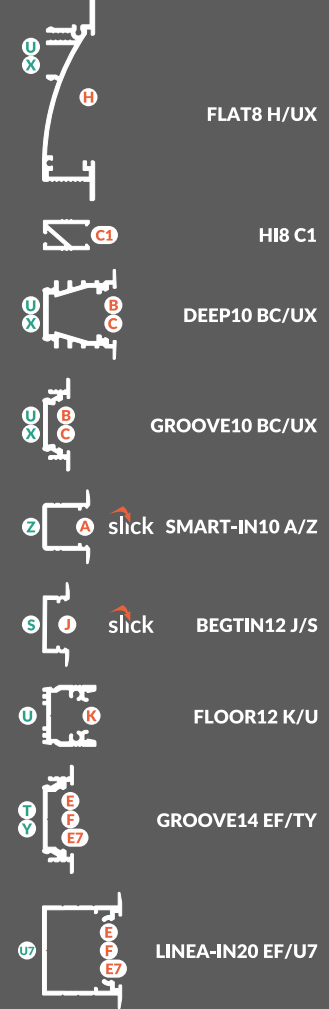 U
X
H
FLAT8 H/UX
C1
HI8 C1
U
X
B
C
DEEP10 BC/UX
U
X
B
C
GROOVE10 BC/UX
Z
A
slick
SMART-IN10 A/Z
S
J
slick
BEGTIN12 J/S
U
K
FLOOR12 K/U
T
Y
E
F
E7
GROOVE14 EF/TY
U7
E
F
E7
LINEA-IN20 EF/U7